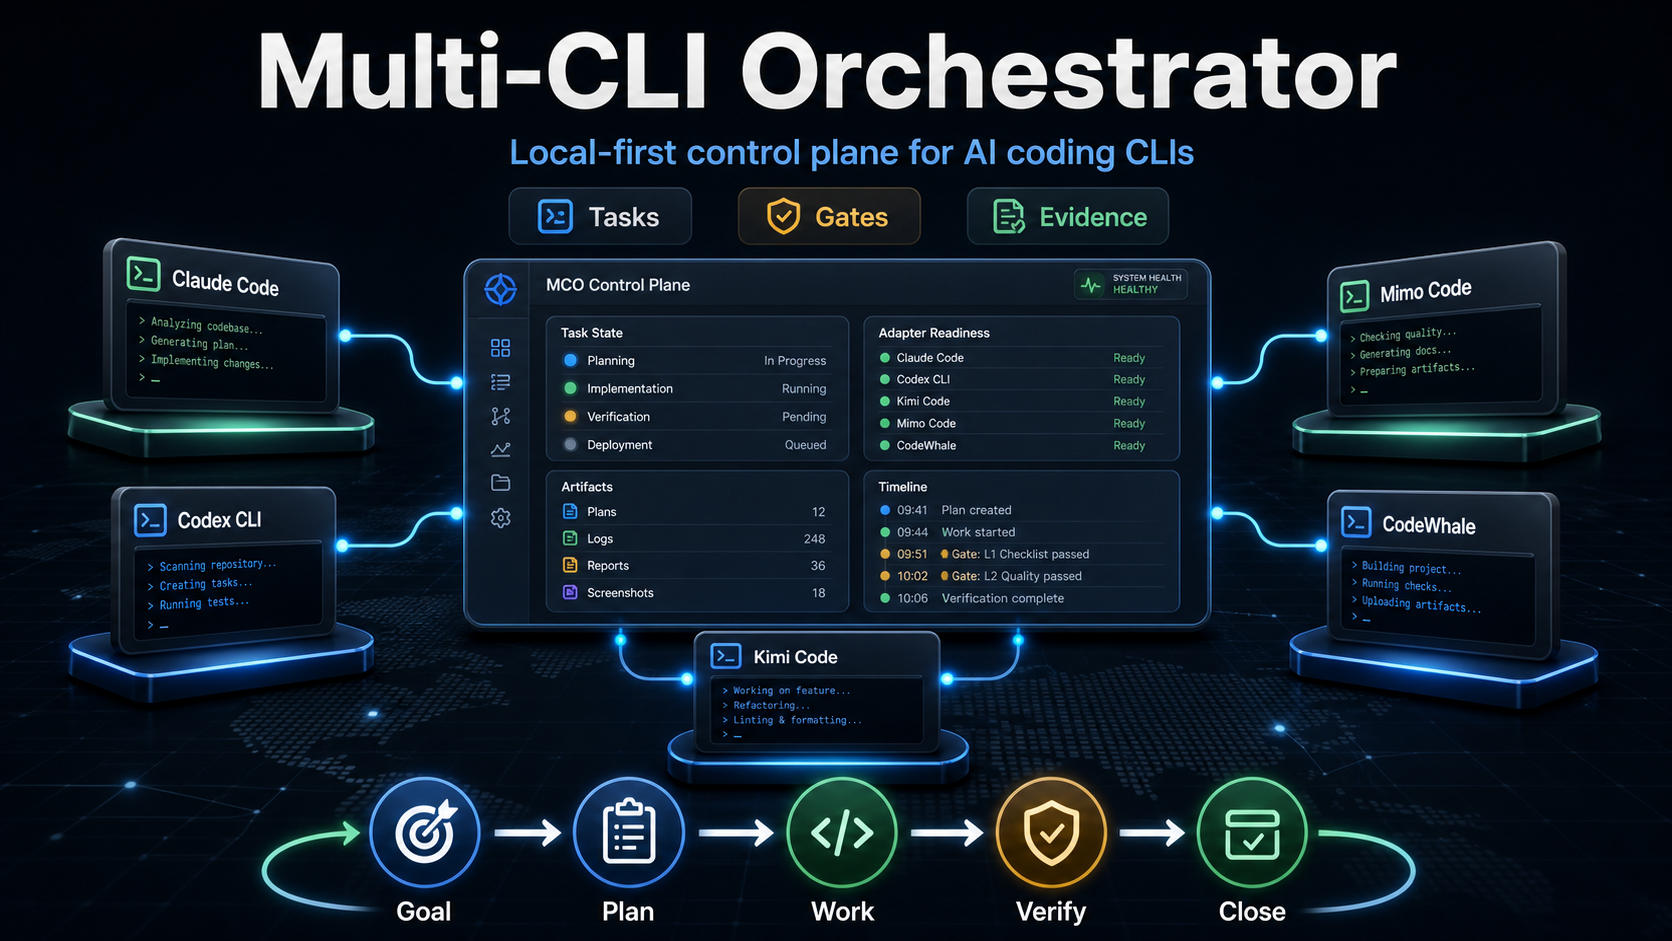 Multi-CLI Orchestrator
Local-first control plane for AI coding CLIs
Tasks
Gates
Evidence
Claude Code
> Analyzing codebase...
> Generating plan...
> Implementing changes...
> _
Codex CLI
> Scanning repository...
> Creating tasks...
> Running tests...
> _
MCO Control Plane
SYSTEM HEALTH
HEALTHY
Task State
Planning In Progress
Implementation Running
Verification Pending
Deployment Queued
Adapter Readiness
Claude Code Ready
Codex CLI Ready
Kimi Code Ready
Mimo Code Ready
CodeWhale Ready
Artifacts
Plans 12
Logs 248
Reports 36
Screenshots 18
Timeline
09:41 Plan created
09:44 Work started
09:51 Gate: L1 Checklist passed
10:02 Gate: L2 Quality passed
10:06 Verification complete
Mimo Code
> Checking quality...
> Generating docs...
> Preparing artifacts...
> _
CodeWhale
> Building project...
> Running checks...
> Uploading artifacts...
> _
Kimi Code
> Working on feature...
> Refactoring...
> Linting & formatting...
> _
Goal
Plan
Work
Verify
Close